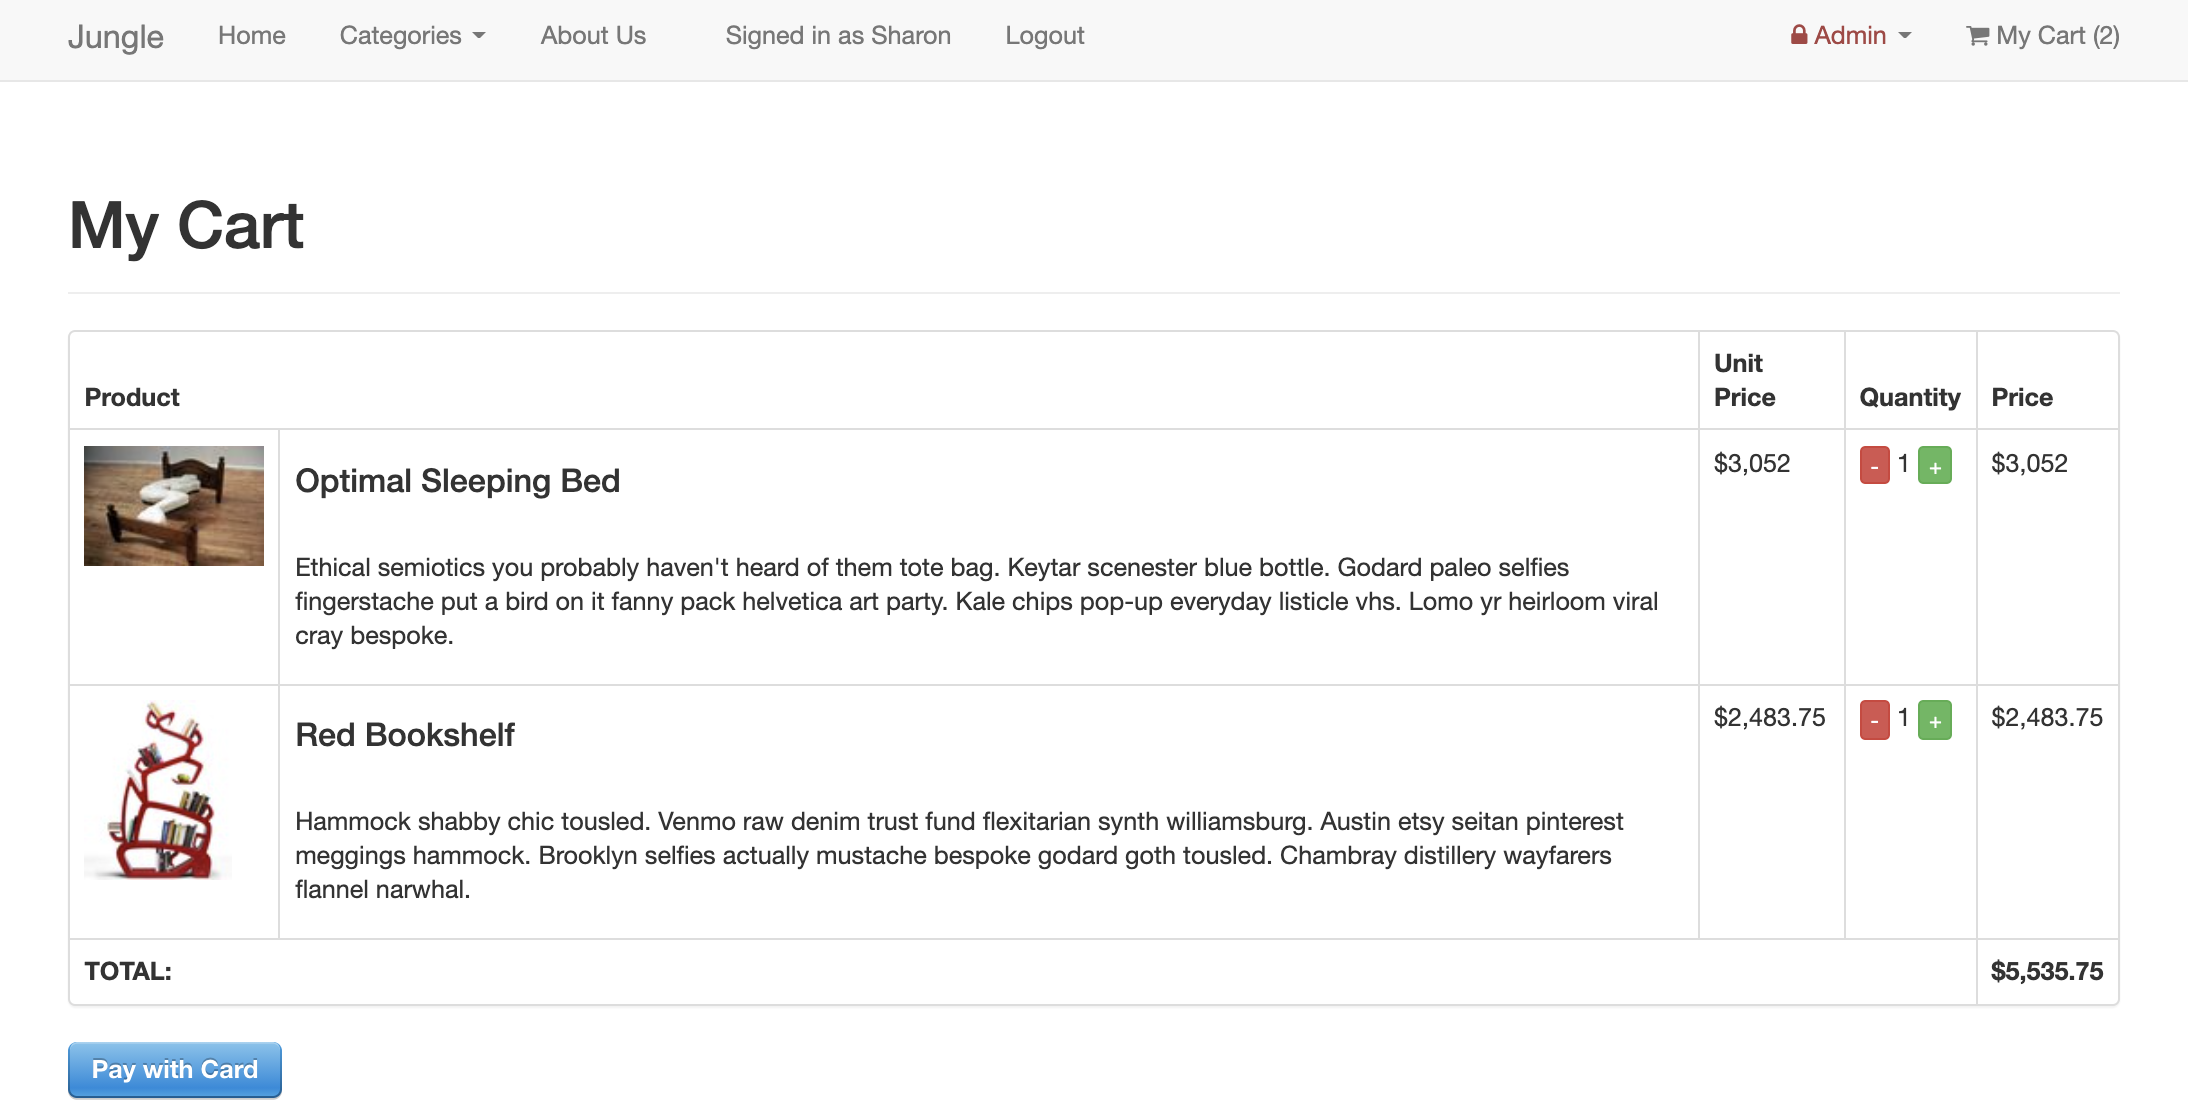 Jungle Home Categories About Us Signed in as Sharon Logout Admin My Cart (2)
My Cart
Product Unit Price Quantity Price
Optimal Sleeping Bed $3,052 - 1 + $3,052
Ethical semiotics you probably haven't heard of them tote bag. Keytar scenester blue bottle. Godard paleo selfies
fingerstache put a bird on it fanny pack helvetica art party. Kale chips pop-up everyday listicle vhs. Lomo yr heirloom viral
cray bespoke.
Red Bookshelf $2,483.75 - 1 + $2,483.75
Hammock shabby chic tousled. Venmo raw denim trust fund flexitarian synth williamsburg. Austin etsy seitan pinterest
meggings hammock. Brooklyn selfies actually mustache bespoke godard goth tousled. Chambray distillery wayfarers
flannel narwhal.
TOTAL: $5,535.75
Pay with Card